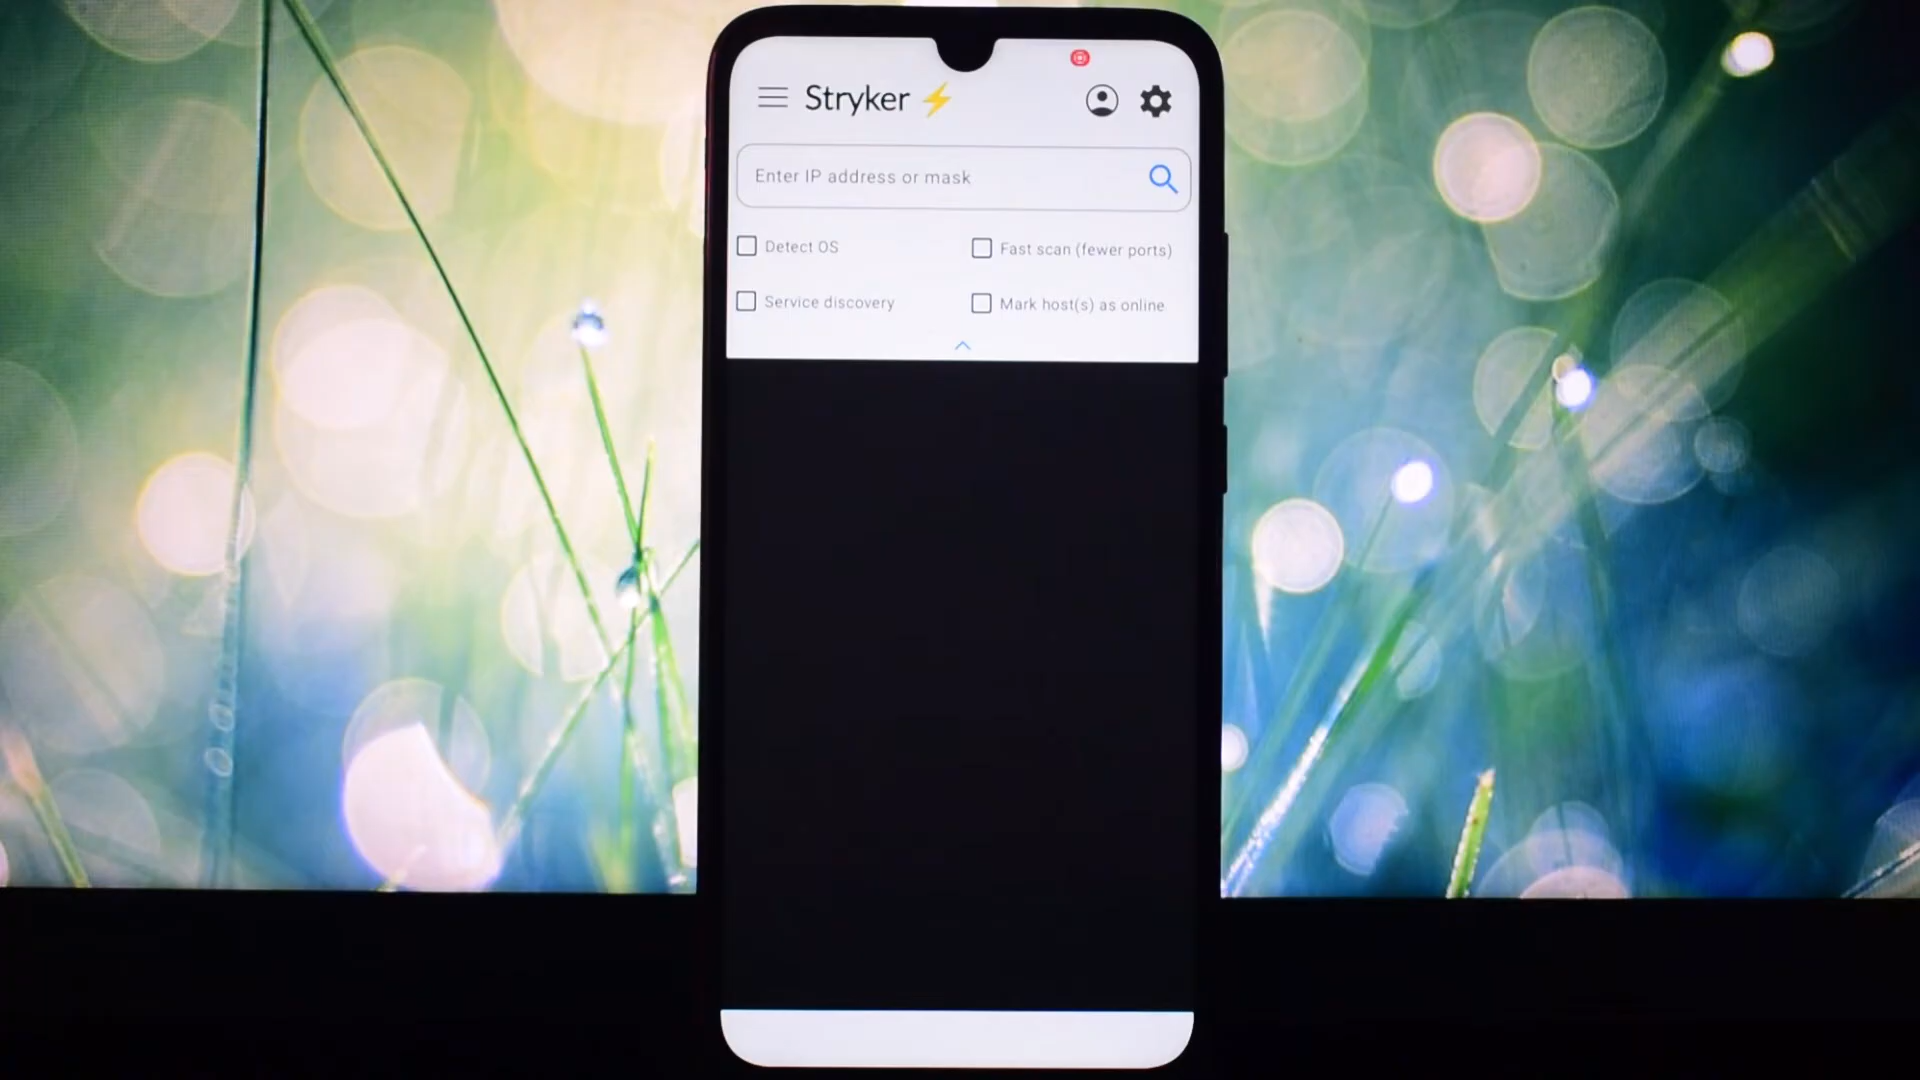 Stryker⚡
Enter IP address or mask
Detect OS
Fast scan (fewer ports)
Service discovery
Mark host(s) as online